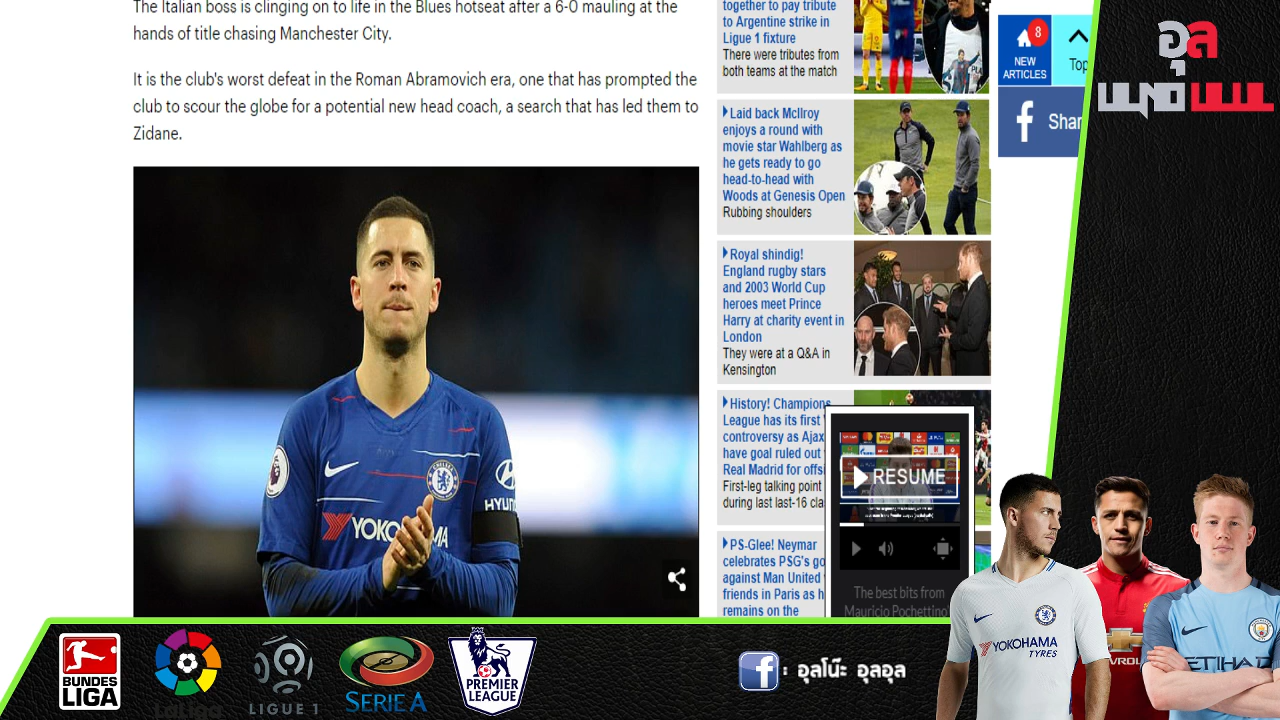 The Italian boss is clinging on to life in the Blues hotseat after a 6-0 mauling at the
hands of title chasing Manchester City.
It is the club's worst defeat in the Roman Abramovich era, one that has prompted the
club to scour the globe for a potential new head coach, a search that has led them to
Zidane.
YOKO AMA
HYUN
CHELSEA
together to pay tribute
to Argentine strike in
Ligue 1 fixture
There were tributes from
both teams at the match
Laid back McIlroy
enjoys a round with
movie star Wahlberg as
he gets ready to go
head-to-head with
Woods at Genesis Open
Rubbing shoulders
Royal shindig!
England rugby stars
and 2003 World Cup
heroes meet Prince
Harry at charity event in
London
They were at a Q&A in
Kensington
History! Champions
League has its first
controversy as Ajax
have goal ruled out
Real Madrid for offsi
First-leg talking point
during last last-16 cla
PS-Glee! Neymar
celebrates PSG's go
against Man United
friends in Paris as h
remains on the
RESUME
The best bits from
Mauricio Pochettino'
8
NEW
ARTICLES
Top
Shar
อุล
แมน
BUNDES
LIGA
LaLiga
LIGUE 1
SERIE A
PREMIER
LEAGUE
f : อุลโน๊ะ อุลอุล
YOKOHAMA
TYRES
VROL
ETIHAD